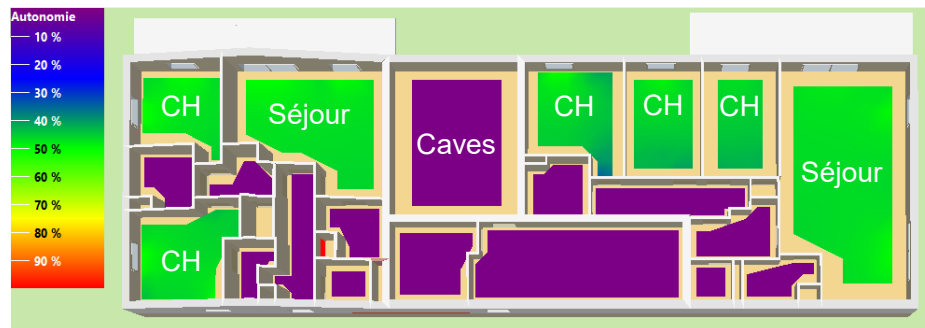 Autonomie
10 %
20 %
30 %
40 %
50 %
60 %
70 %
80 %
90 %
CH
Séjour
Caves
CH
CH
CH
Séjour
CH